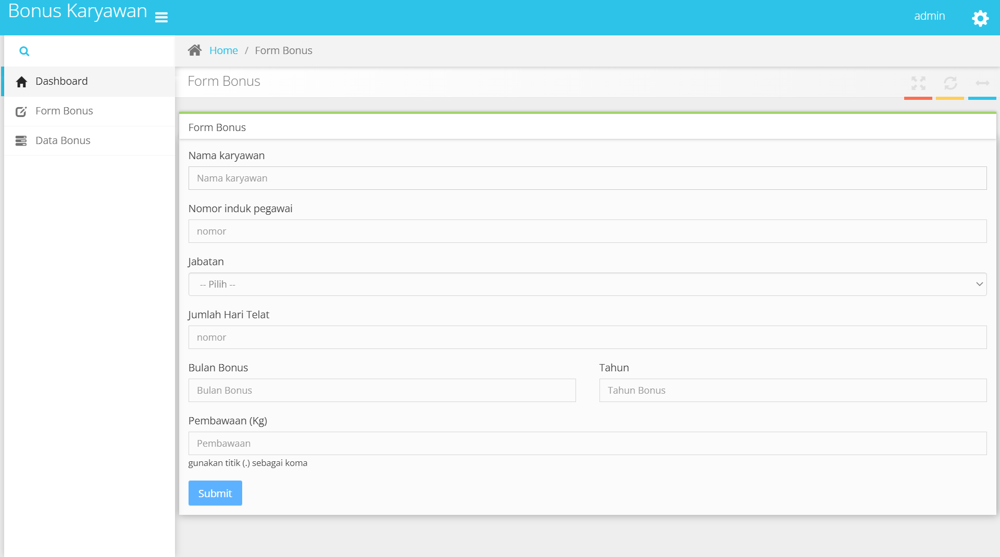 Bonus Karyawan
admin
Home / Form Bonus
Dashboard
Form Bonus
Data Bonus
Form Bonus
Form Bonus
Nama karyawan
Nama karyawan
Nomor induk pegawai
nomor
Jabatan
-- Pilih --
Jumlah Hari Telat
nomor
Bulan Bonus
Bulan Bonus
Tahun
Tahun Bonus
Pembawaan (Kg)
Pembawaan
gunakan titik (.) sebagai koma
Submit